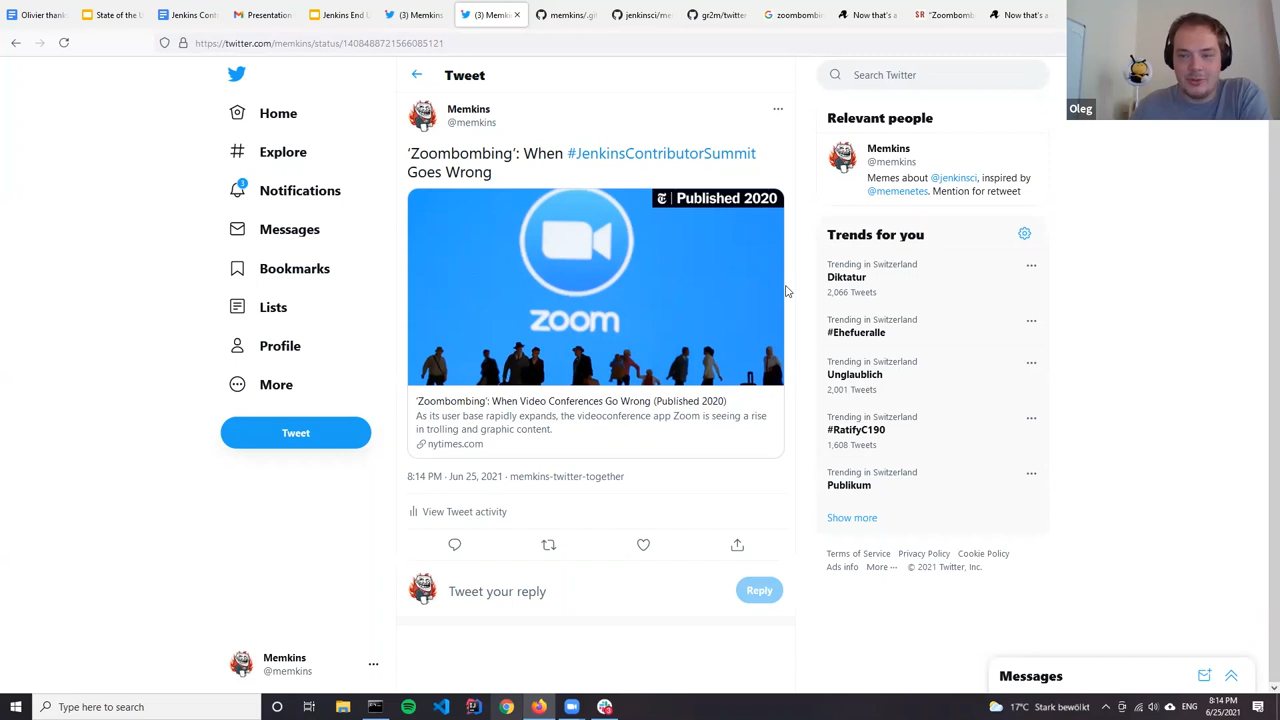 Olivier thank
State of the U
Jenkins Cont
Presentation
Jenkins End U
(3) Memkins
(3) Memk
memkins/.git
jenkinsci/me
gr2m/twitter
zoombombin
Now that's a
SR "Zoomb
Now that's a
https://twitter.com/memkins/status/1408488721566085121
Oleg
Home
Explore
3
Notifications
Messages
Bookmarks
Lists
Profile
More
Tweet
Memkins
@memkins
Tweet
Memkins
@memkins
‘Zoombombing’: When #JenkinsContributorSummit
Goes Wrong
Published 2020
zoom
‘Zoombombing’: When Video Conferences Go Wrong (Published 2020)
As its user base rapidly expands, the videoconference app Zoom is seeing a rise
in trolling and graphic content.
nytimes.com
8:14 PM · Jun 25, 2021 · memkins-twitter-together
View Tweet activity
Tweet your reply
Reply
Search Twitter
Relevant people
Memkins
@memkins
Memes about @jenkinsci, inspired by
@memenetes. Mention for retweet
Trends for you
Trending in Switzerland
Diktatur
2,066 Tweets
Trending in Switzerland
#Ehefueralle
Trending in Switzerland
Unglaublich
2,001 Tweets
Trending in Switzerland
#RatifyC190
1,608 Tweets
Trending in Switzerland
Publikum
Show more
Terms of Service Privacy Policy Cookie Policy
Ads info More ··· © 2021 Twitter, Inc.
Messages
Type here to search
17°C Stark bewölkt
8:14 PM
6/25/2021